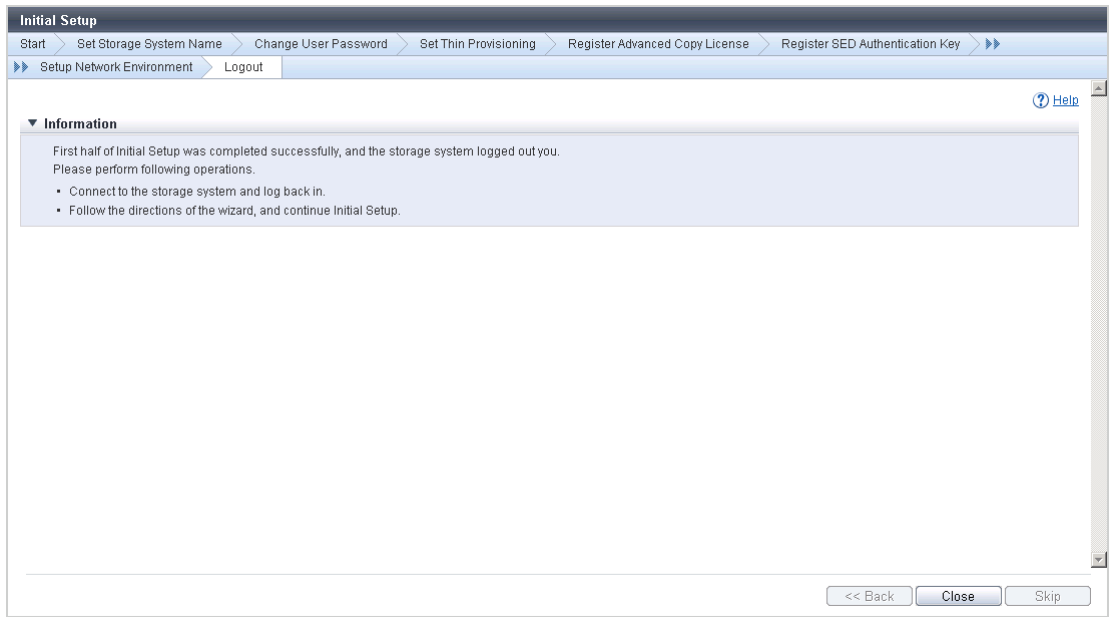 Initial Setup
Start Set Storage System Name Change User Password Set Thin Provisioning Register Advanced Copy License Register SED Authentication Key
Setup Network Environment Logout
? Help
Information
First half of Initial Setup was completed successfully, and the storage system logged out you.
Please perform following operations.
• Connect to the storage system and log back in.
• Follow the directions of the wizard, and continue Initial Setup.
<< Back Close Skip